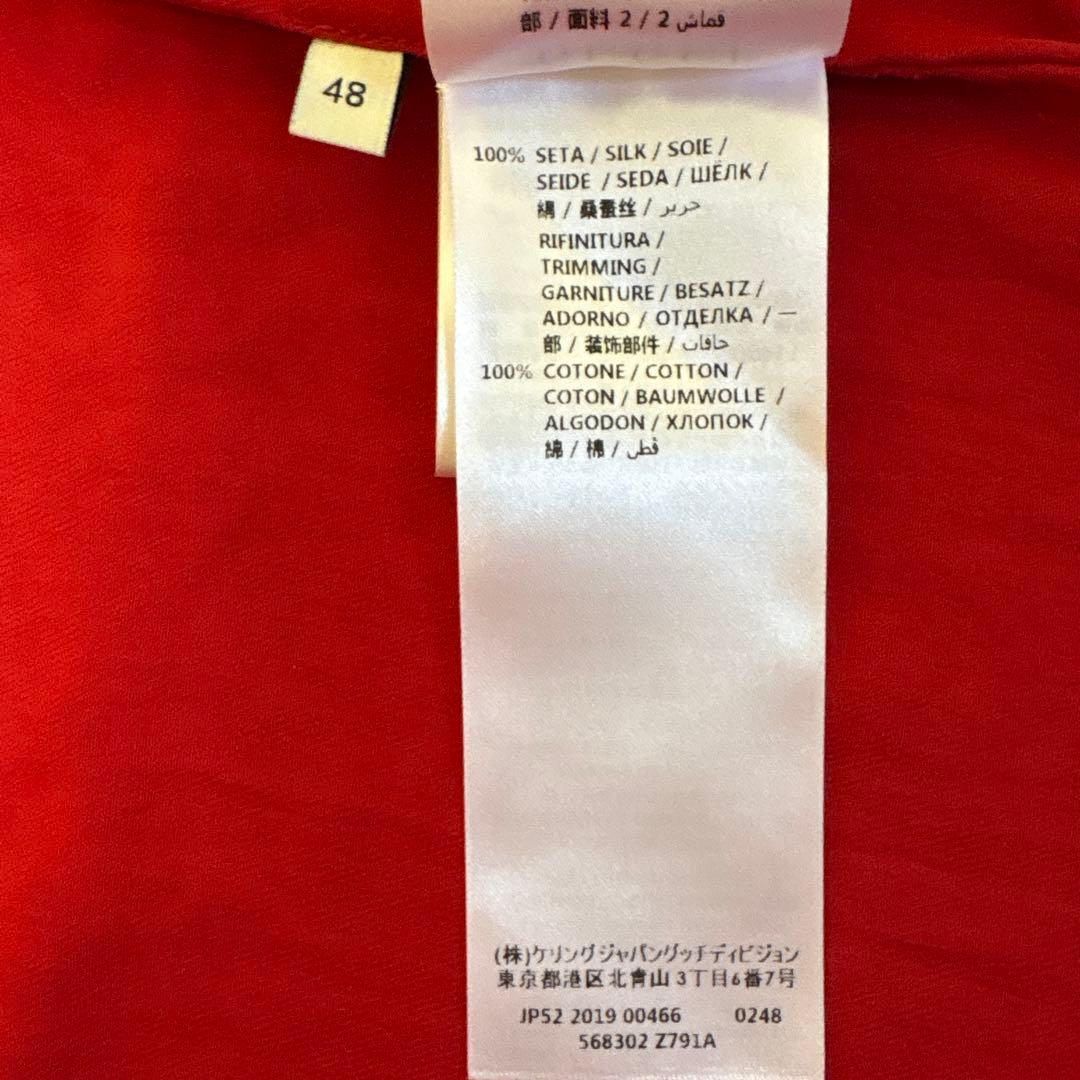 部 / 面料 2 / 2 قماش
48
100% SETA / SILK / SOIE /
SEIDE / SEDA / ШЁЛК /
絹 / 桑蚕丝 / حرير
RIFINITURA /
TRIMMING /
GARNITURE / BESATZ /
ADORNO / ОТДЕЛКА / 一
部 / 装饰部件 / حافات
100% COTONE / COTTON /
COTON / BAUMWOLLE /
ALGODON / ХЛОПОК /
綿 / 棉 / قطن
(株)ケリングジャパングッチディビジョン
東京都港区北青山 3丁目6番7号
JP52 2019 00466 0248
568302 Z791A